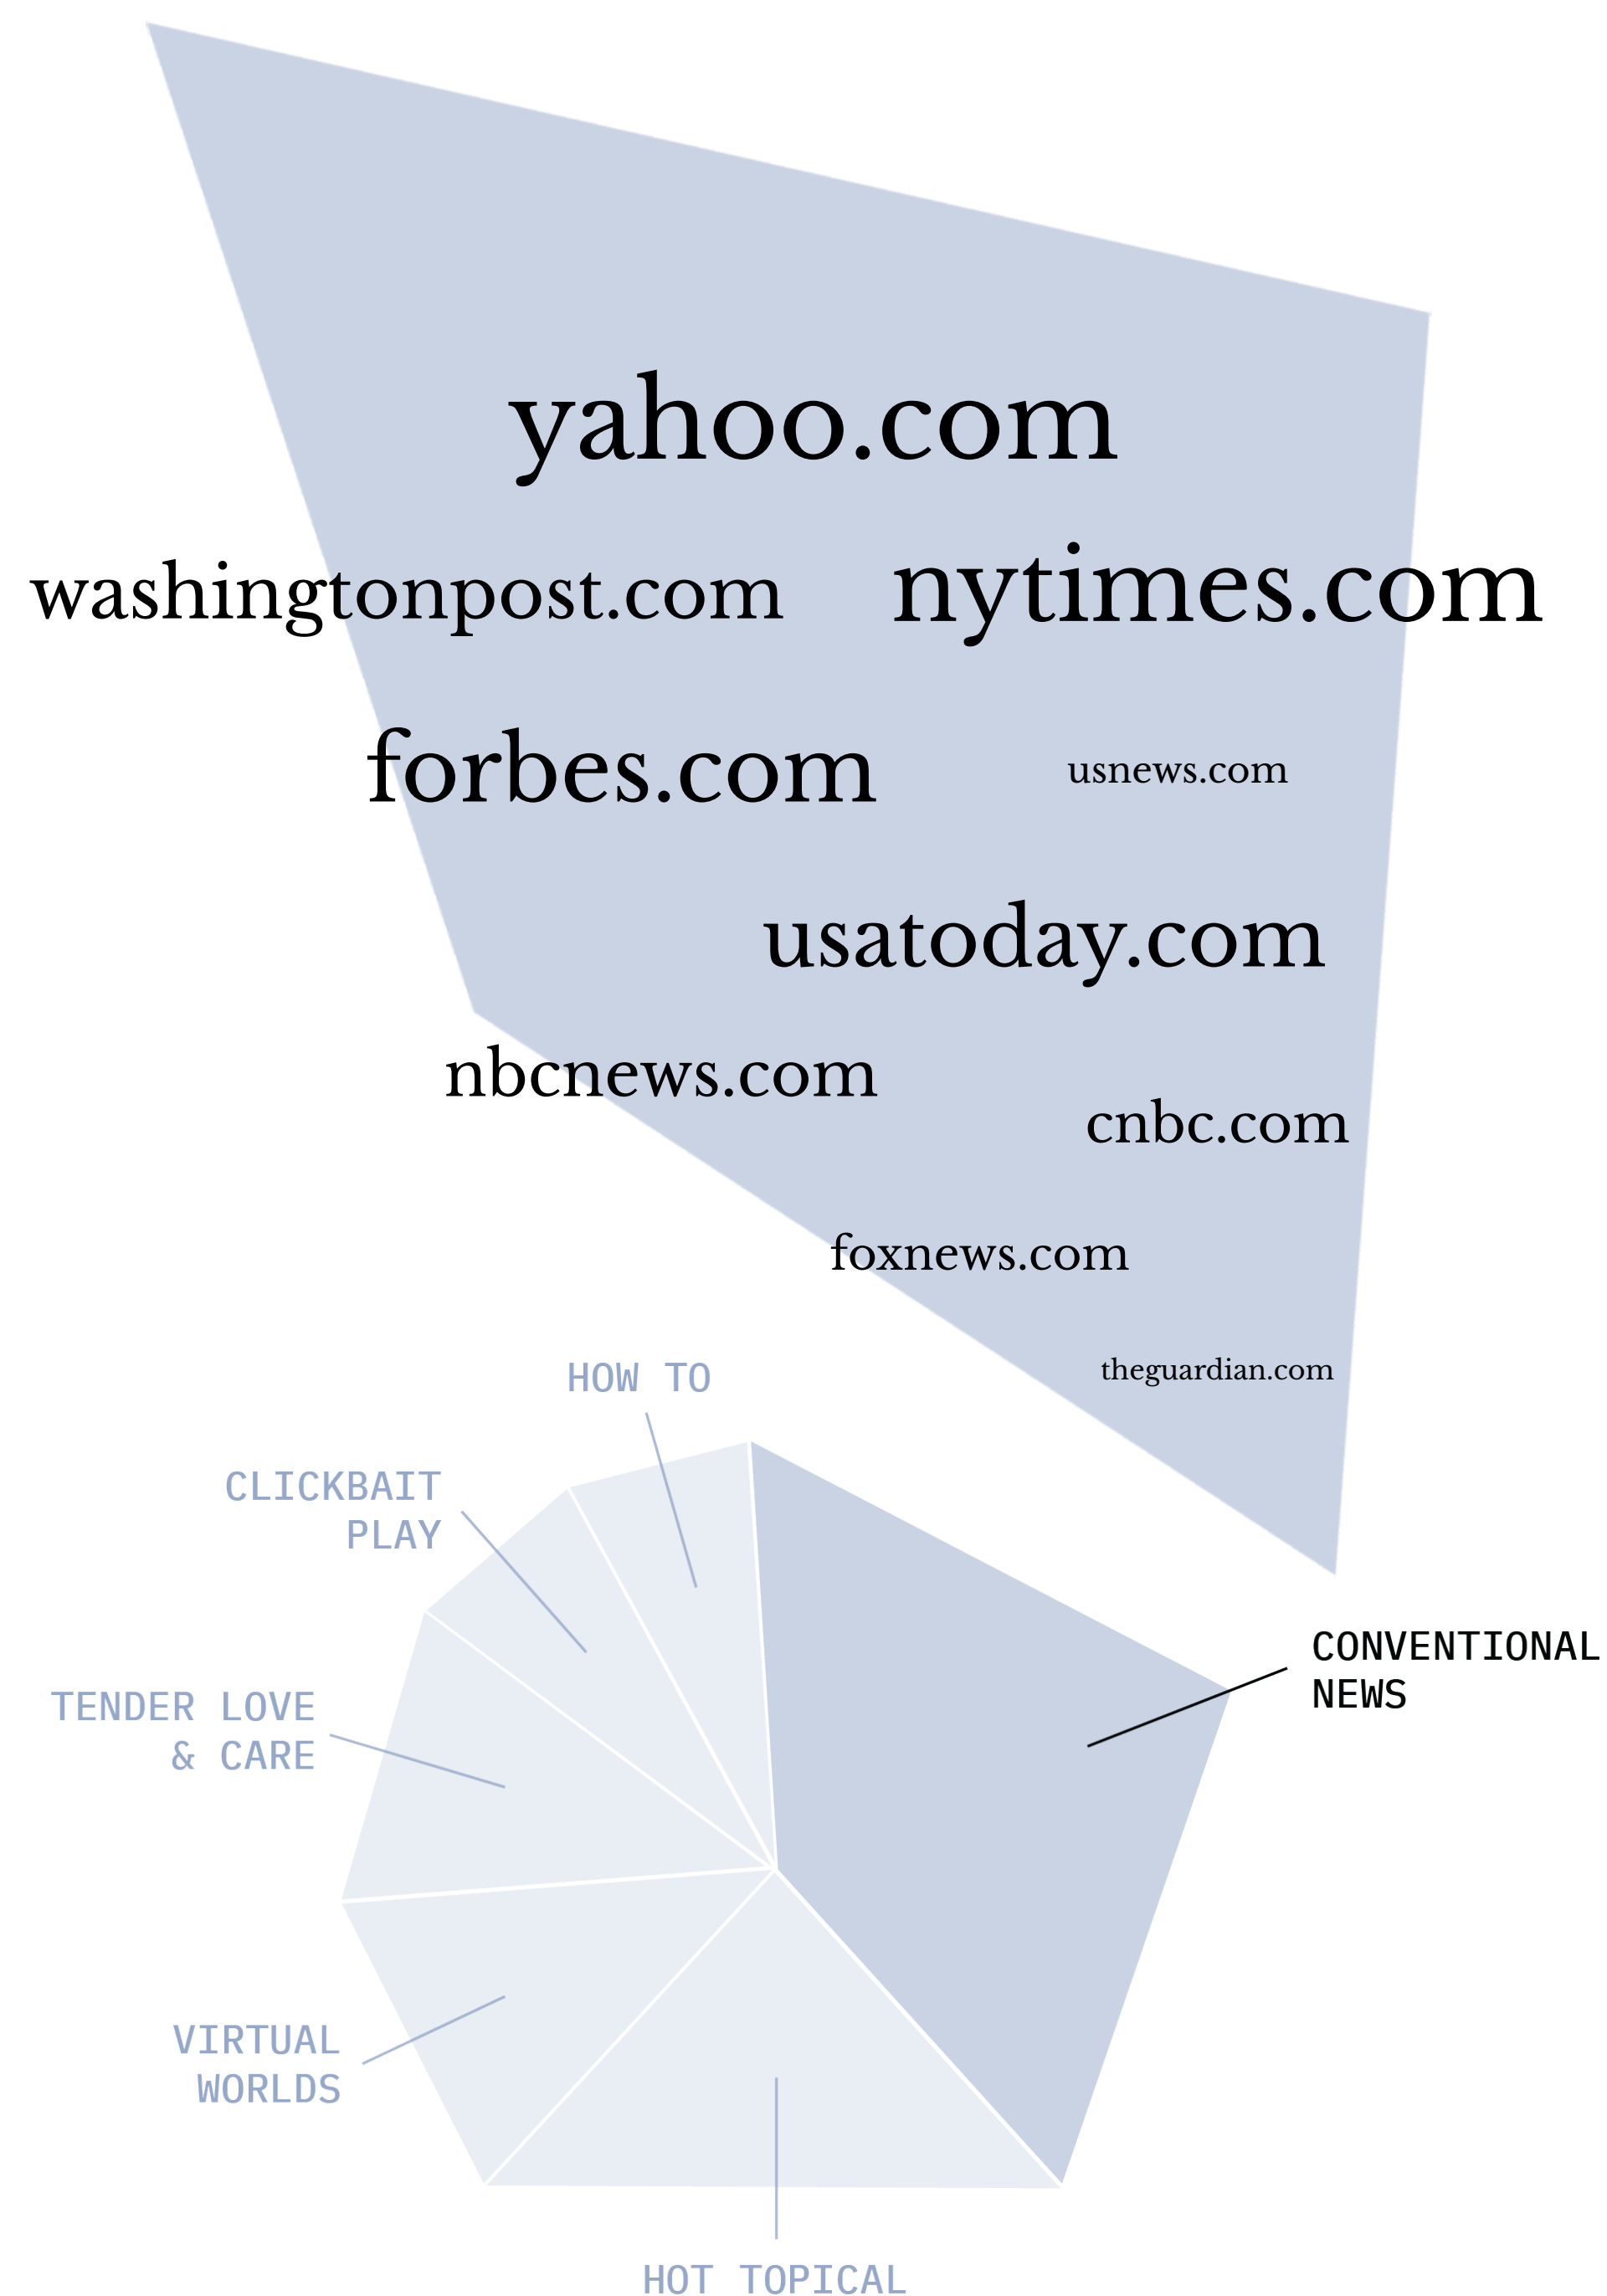 yahoo.com
washingtonpost.com
nytimes.com
forbes.com
usnews.com
usatoday.com
nbcnews.com
cnbc.com
foxnews.com
theguardian.com
HOW TO
CLICKBAIT
PLAY
CONVENTIONAL
NEWS
TENDER LOVE
& CARE
VIRTUAL
WORLDS
HOT TOPICAL